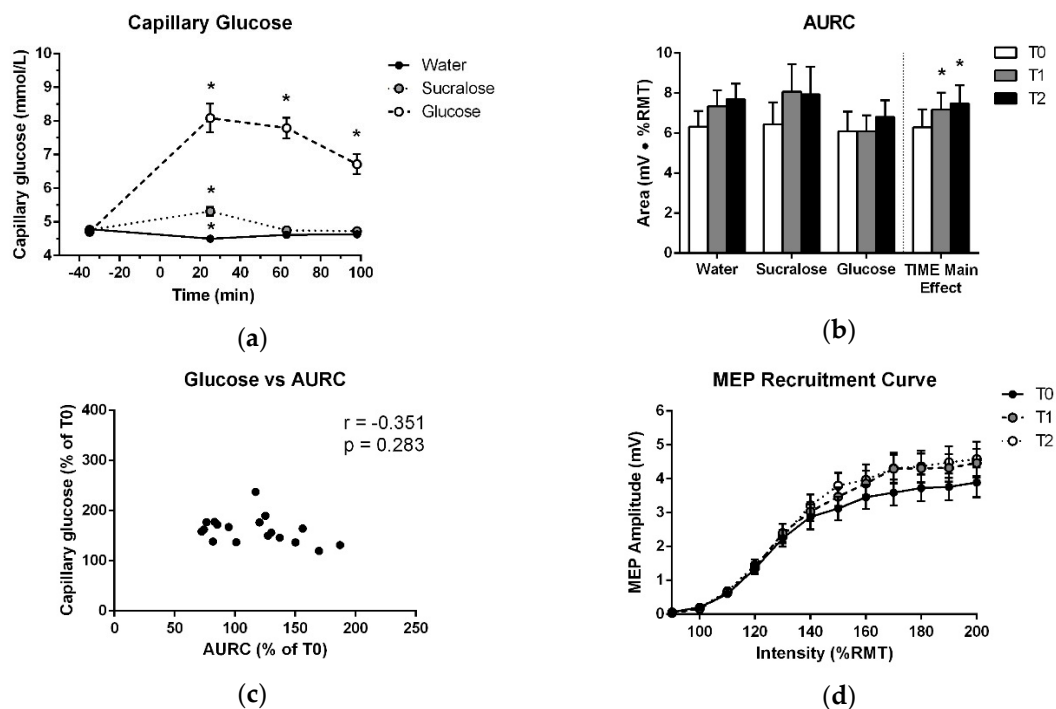 Capillary Glucose
Capillary glucose (mmol/L)
9
8
7
6
5
4
* * *
*
*
-40 -20 0 20 40 60 80 100
Time (min)
Water
Sucralose
Glucose
(a)
AURC
Area (mV • %RMT)
10
8
6
4
2
0
* *
Water Sucralose Glucose TIME Main
Effect
T0
T1
T2
(b)
Glucose vs AURC
Capillary glucose (% of T0)
400
300
200
100
0
r = -0.351
p = 0.283
0 50 100 150 200 250
AURC (% of T0)
(c)
MEP Recruitment Curve
MEP Amplitude (mV)
6
5
4
3
2
1
0
100 120 140 160 180 200
Intensity (%RMT)
T0
T1
T2
(d)